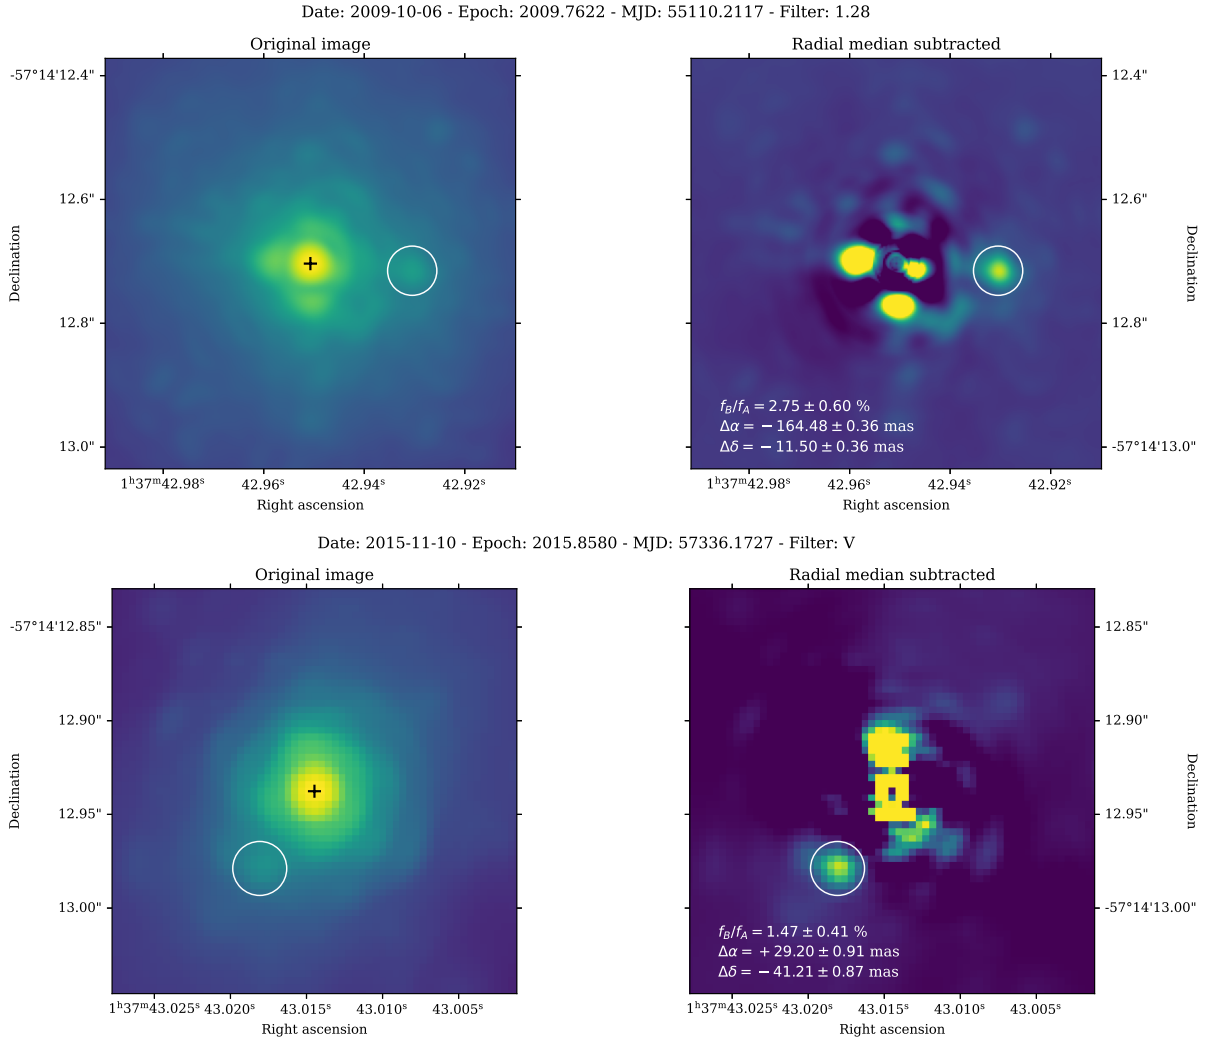 Date: 2009-10-06 - Epoch: 2009.7622 - MJD: 55110.2117 - Filter: 1.28
Original image
Radial median subtracted
-57°14'12.4"
12.6"
12.8"
13.0"
Declination
1ʰ37ᵐ42.98ˢ 42.96ˢ 42.94ˢ 42.92ˢ
Right ascension
12.4"
12.6"
12.8"
-57°14'13.0"
Declination
f_B/f_A = 2.75 ± 0.60 %
Δα = −164.48 ± 0.36 mas
Δδ = −11.50 ± 0.36 mas
1ʰ37ᵐ42.98ˢ 42.96ˢ 42.94ˢ 42.92ˢ
Right ascension
Date: 2015-11-10 - Epoch: 2015.8580 - MJD: 57336.1727 - Filter: V
Original image
Radial median subtracted
-57°14'12.85"
12.90"
12.95"
13.00"
Declination
1ʰ37ᵐ43.025ˢ 43.020ˢ 43.015ˢ 43.010ˢ 43.005ˢ
Right ascension
12.85"
12.90"
12.95"
-57°14'13.00"
Declination
f_B/f_A = 1.47 ± 0.41 %
Δα = +29.20 ± 0.91 mas
Δδ = −41.21 ± 0.87 mas
1ʰ37ᵐ43.025ˢ 43.020ˢ 43.015ˢ 43.010ˢ 43.005ˢ
Right ascension